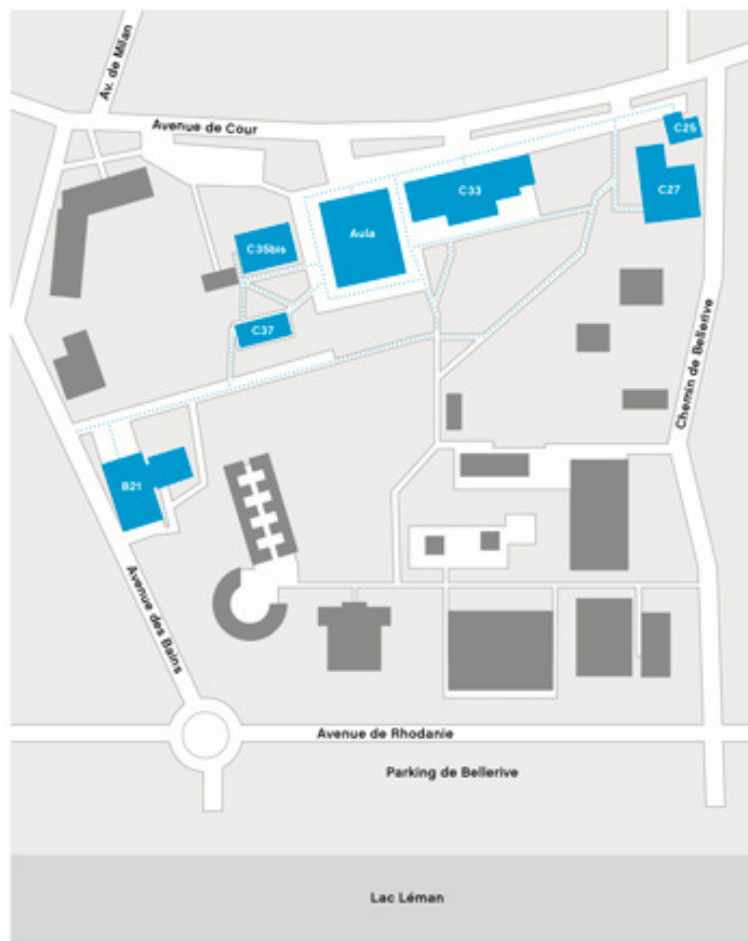 Av. de Milan
Avenue de Cour
C25
C33
C27
Aula
C35bis
C37
Chemin de Bellerive
B21
Avenue des Bains
Avenue de Rhodanie
Parking de Bellerive
Lac Léman